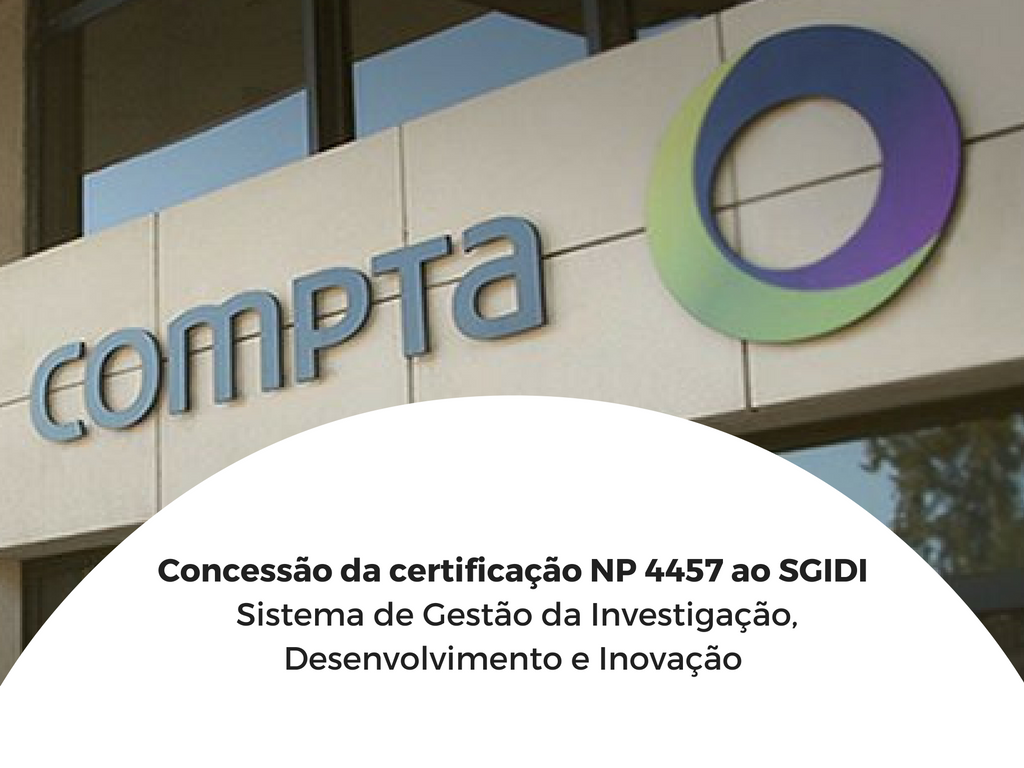 compta
Concessão da certificação NP 4457 ao SGIDI
Sistema de Gestão da Investigação,
Desenvolvimento e Inovação